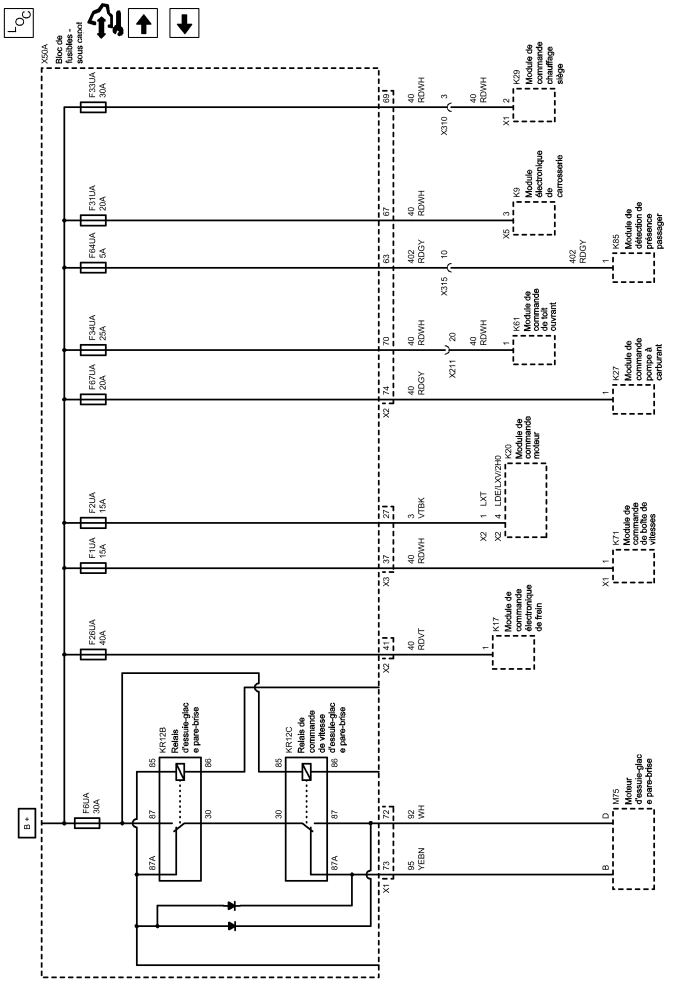 LOC
X50A
Bloc de
fusibles -
sous capot
B +
F33UA
30A
69
40
RDWH
3
X310
40
RDWH
2
X1
K29
Module de
commande
chauffage
siège
F31UA
20A
67
40
RDWH
3
X5
K9
Module
électronique
de
carrosserie
F64UA
5A
63
402
RDGY
10
X315
402
RDGY
1
K85
Module de
détection de
présence
passager
F34UA
25A
70
40
RDWH
20
X211
40
RDWH
1
K61
Module de
commande
de toit
ouvrant
F67UA
20A
74
X2
40
RDGY
1
K27
Module de
commande
pompe à
carburant
F2UA
15A
27
3
VTBK
X2 1 LXT
X2 4 LDE/LXV/2H0
K20
Module de
commande
moteur
F1UA
15A
37
X3
40
RDWH
1
X1
K71
Module de
commande
de boîte de
vitesses
F26UA
40A
41
X2
40
RDVT
1
K17
Module de
commande
électronique
de frein
F6UA
30A
KR12B
Relais
d'essuie-glac
e pare-brise
85
86
87
30
87A
KR12C
Relais de
commande
de vitesse
d'essuie-glac
e pare-brise
85
86
30
87
87A
72
92
WH
D
73
X1
95
YEBN
B
M75
Moteur
d'essuie-glac
e pare-brise